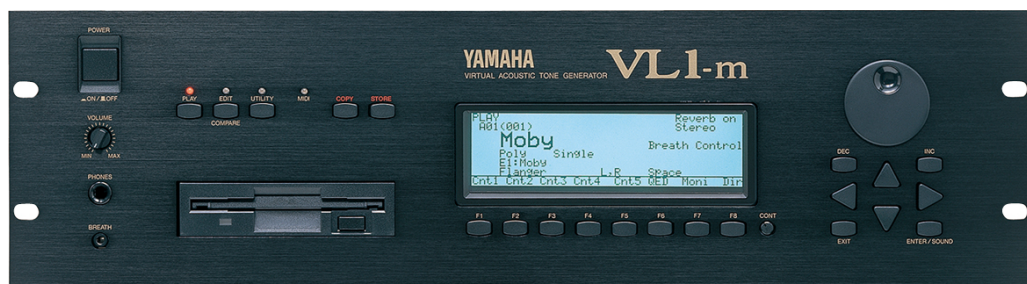 POWER
ON / OFF
VOLUME
MIN MAX
PHONES
BREATH
PLAY EDIT UTILITY MIDI COPY STORE
COMPARE
YAMAHA
VIRTUAL ACOUSTIC TONE GENERATOR
VL1-m
PLAY Reverb on
A01(001) Stereo
Moby
Breath Control
Poly Single
E1:Moby
Flanger L,R Space
Cnt1 Cnt2 Cnt3 Cnt4 Cnt5 QED Moni Dir
F1 F2 F3 F4 F5 F6 F7 F8 CONT
DEC INC
EXIT ENTER / SOUND